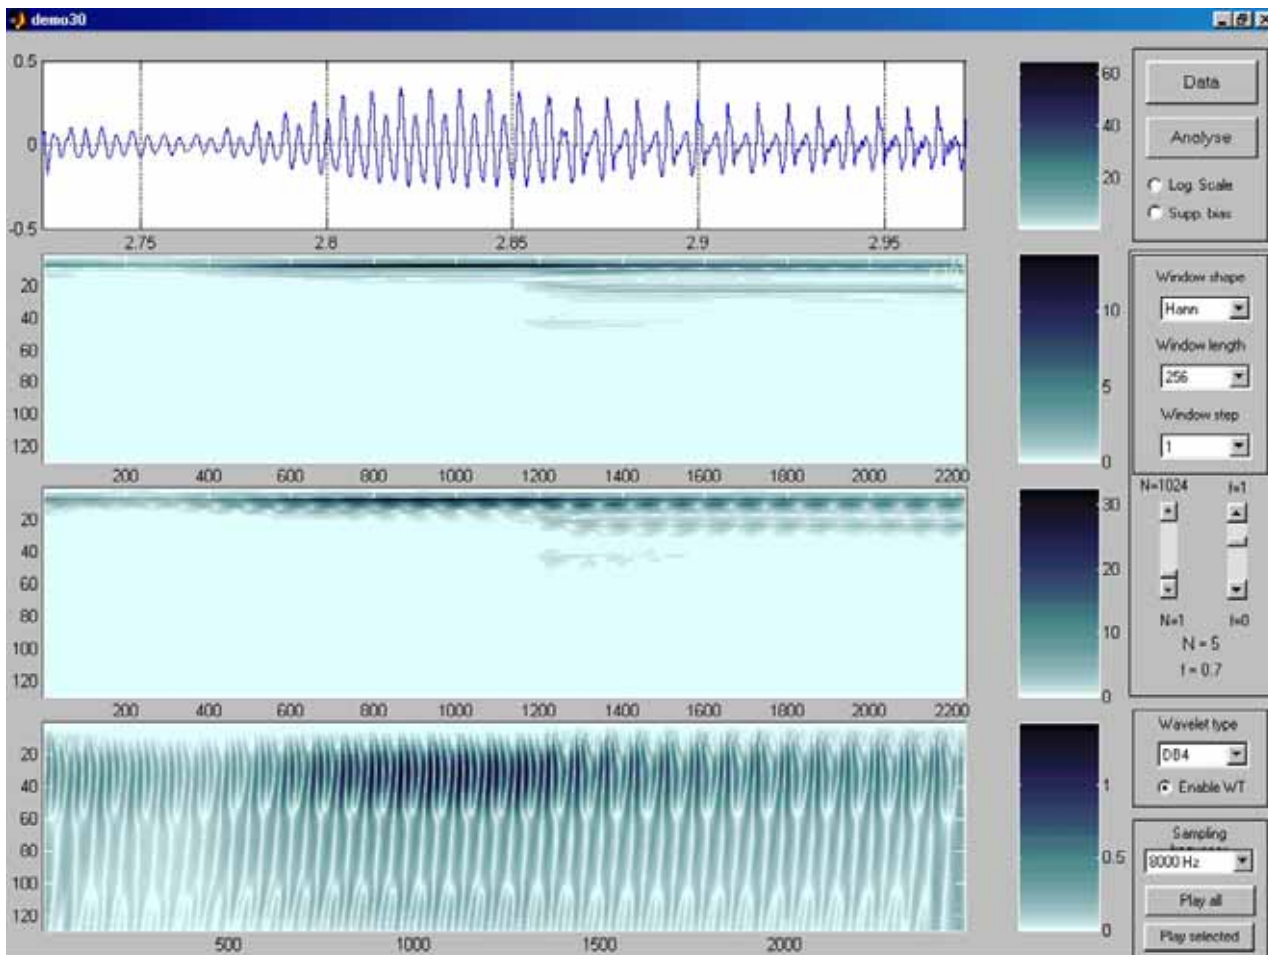 demo30
0.5
0
-0.5
2.75 2.8 2.85 2.9 2.95
60
40
20
Data
Analyse
Log. Scale
Supp. bias
20
40
60
80
100
120
200 400 600 800 1000 1200 1400 1600 1800 2000 2200
10
5
0
Window shape
Hann
Window length
256
Window step
1
20
40
60
80
100
120
200 400 600 800 1000 1200 1400 1600 1800 2000 2200
30
20
10
0
N=1024 f=1
N=1 f=0
N = 5
f = 0.7
20
40
60
80
100
120
500 1000 1500 2000
1
0.5
0
Wavelet type
DB4
Enable WT
Sampling
8000 Hz
Play all
Play selected